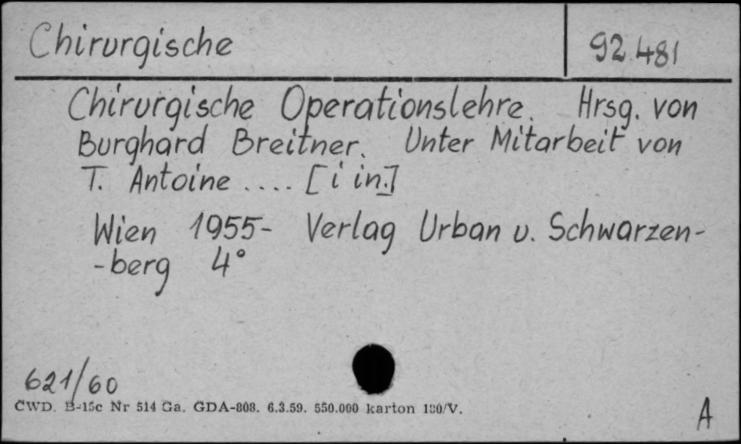 Chirurgische 92.481
Chirurgische Operationslehre. Hrsg. von
Burghard Breitner. Unter Mitarbeit von
T. Antoine .... [i in.]
Wien 1955- Verlag Urban u. Schwarzen-
-berg 4°
621/60
CWD. B-15c Nr 514 Ga. GDA-808. 6.3.59. 550.000 karton 180/V.
A